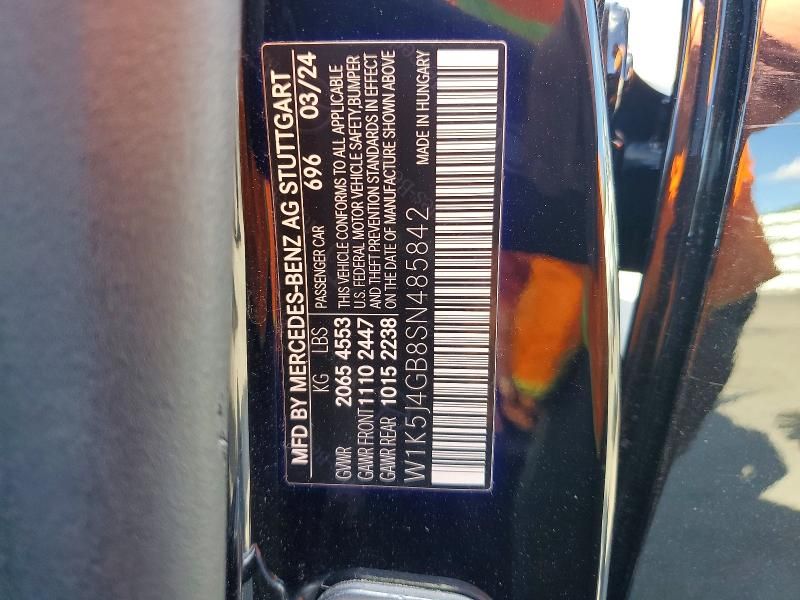 MFD BY MERCEDES-BENZ AG STUTTGART
696 03/24
KG LBS PASSENGER CAR
GVWR 2065 4553
GAWR FRONT 1110 2447
GAWR REAR 1015 2238
THIS VEHICLE CONFORMS TO ALL APPLICABLE
U.S. FEDERAL MOTOR VEHICLE SAFETY,BUMPER
AND THEFT PREVENTION STANDARDS IN EFFECT
ON THE DATE OF MANUFACTURE SHOWN ABOVE
W1K5J4GB8SN485842 MADE IN HUNGARY